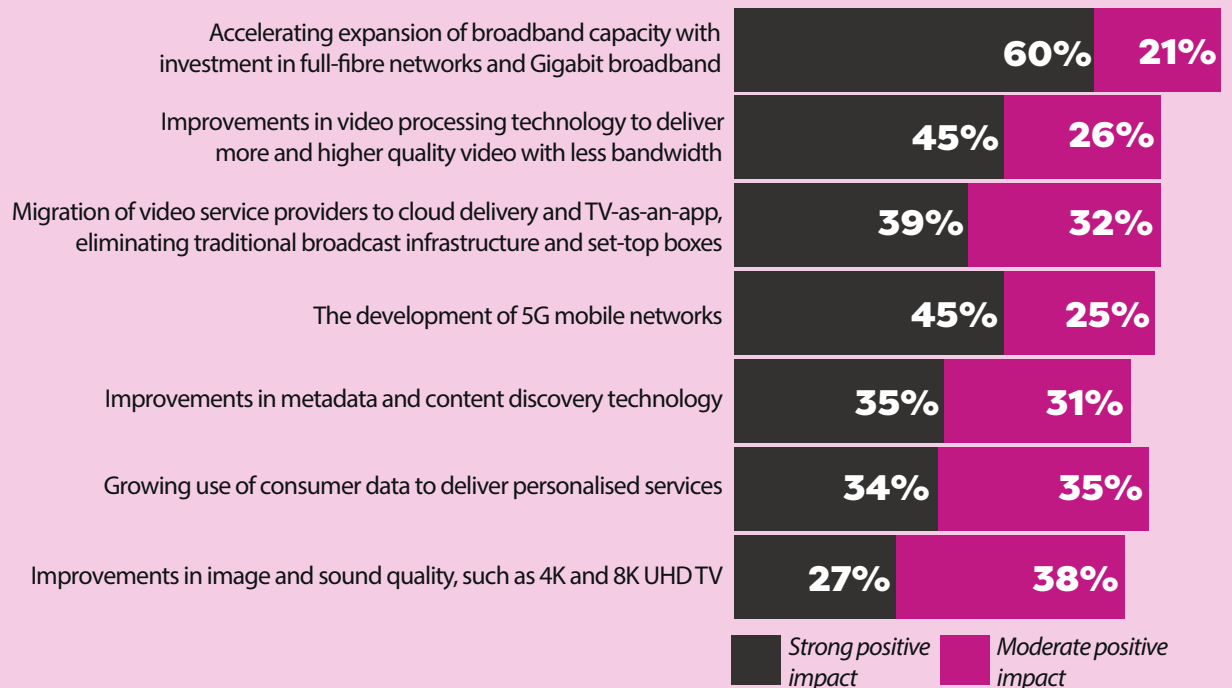 Accelerating expansion of broadband capacity with
investment in full-fibre networks and Gigabit broadband
60% 21%
Improvements in video processing technology to deliver
more and higher quality video with less bandwidth
45% 26%
Migration of video service providers to cloud delivery and TV-as-an-app,
eliminating traditional broadcast infrastructure and set-top boxes
39% 32%
The development of 5G mobile networks
45% 25%
Improvements in metadata and content discovery technology
35% 31%
Growing use of consumer data to deliver personalised services
34% 35%
Improvements in image and sound quality, such as 4K and 8K UHD TV
27% 38%
Strong positive
impact
Moderate positive
impact